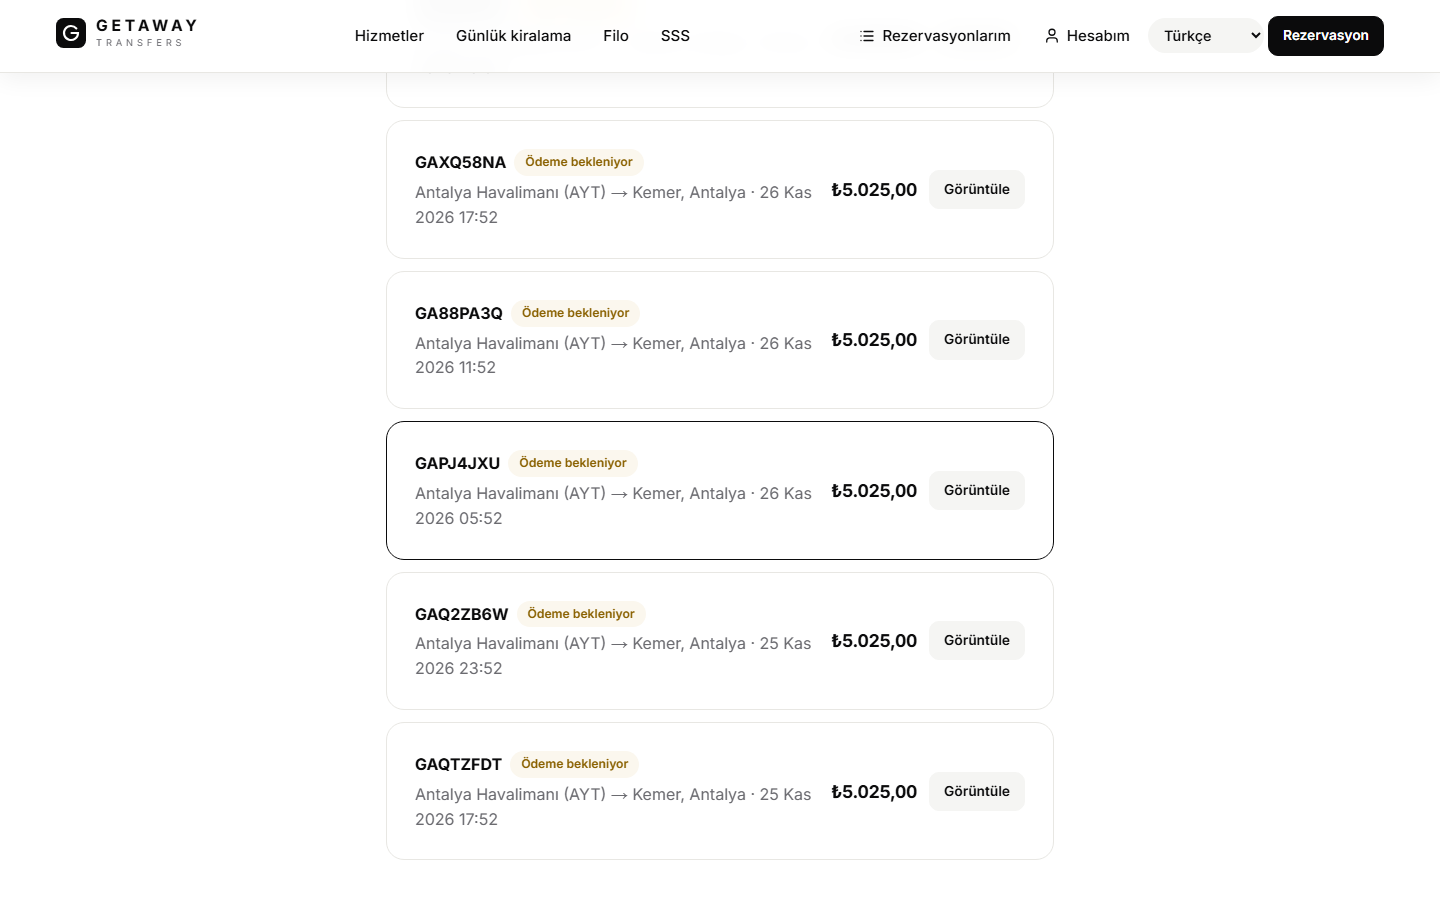 G
GETAWAY
TRANSFERS
Hizmetler
Günlük kiralama
Filo
SSS
Rezervasyonlarım
Hesabım
Türkçe
Rezervasyon
GAXQ58NA
Ödeme bekleniyor
Antalya Havalimanı (AYT) → Kemer, Antalya · 26 Kas
2026 17:52
₺5.025,00
Görüntüle
GA88PA3Q
Ödeme bekleniyor
Antalya Havalimanı (AYT) → Kemer, Antalya · 26 Kas
2026 11:52
₺5.025,00
Görüntüle
GAPJ4JXU
Ödeme bekleniyor
Antalya Havalimanı (AYT) → Kemer, Antalya · 26 Kas
2026 05:52
₺5.025,00
Görüntüle
GAQ2ZB6W
Ödeme bekleniyor
Antalya Havalimanı (AYT) → Kemer, Antalya · 25 Kas
2026 23:52
₺5.025,00
Görüntüle
GAQTZFDT
Ödeme bekleniyor
Antalya Havalimanı (AYT) → Kemer, Antalya · 25 Kas
2026 17:52
₺5.025,00
Görüntüle